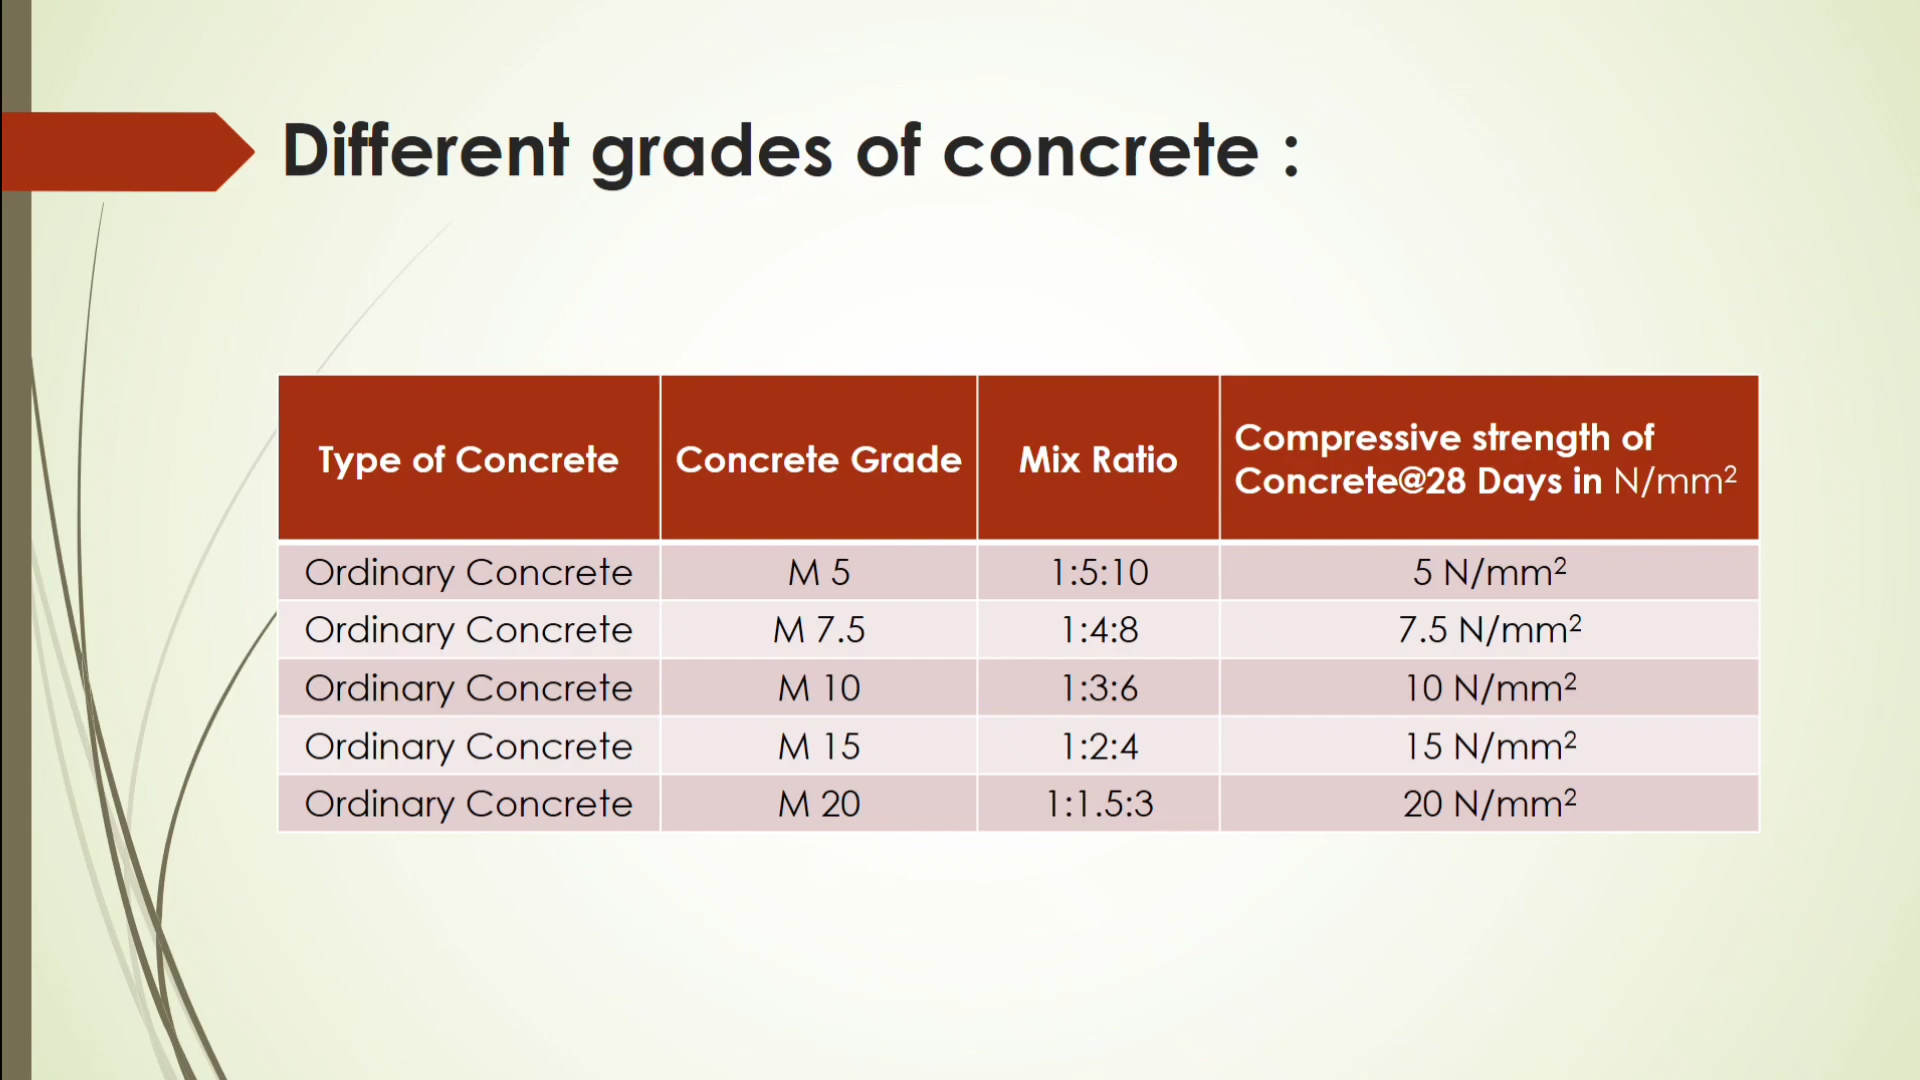 Different grades of concrete :
Type of Concrete Concrete Grade Mix Ratio Compressive strength of
Concrete@28 Days in N/mm²
Ordinary Concrete M 5 1:5:10 5 N/mm²
Ordinary Concrete M 7.5 1:4:8 7.5 N/mm²
Ordinary Concrete M 10 1:3:6 10 N/mm²
Ordinary Concrete M 15 1:2:4 15 N/mm²
Ordinary Concrete M 20 1:1.5:3 20 N/mm²